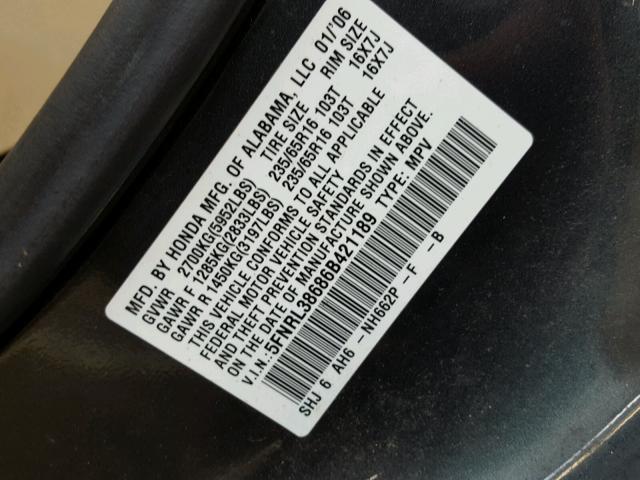 MFD. BY HONDA MFG. OF ALABAMA, LLC 01/'06
GVWR 2700KG(5952LBS) TIRE SIZE RIM SIZE
GAWR F 1285KG(2833LBS) 235/65R16 103T 16X7J
GAWR R 1450KG(3197LBS) 235/65R16 103T 16X7J
THIS VEHICLE CONFORMS TO ALL APPLICABLE
FEDERAL MOTOR VEHICLE SAFETY
AND THEFT PREVENTION STANDARDS IN EFFECT
ON THE DATE OF MANUFACTURE SHOWN ABOVE.
V.I.N.:5FNRL38686B421189 TYPE: MPV
SHJ 6 AH6 -NH662P -F -B